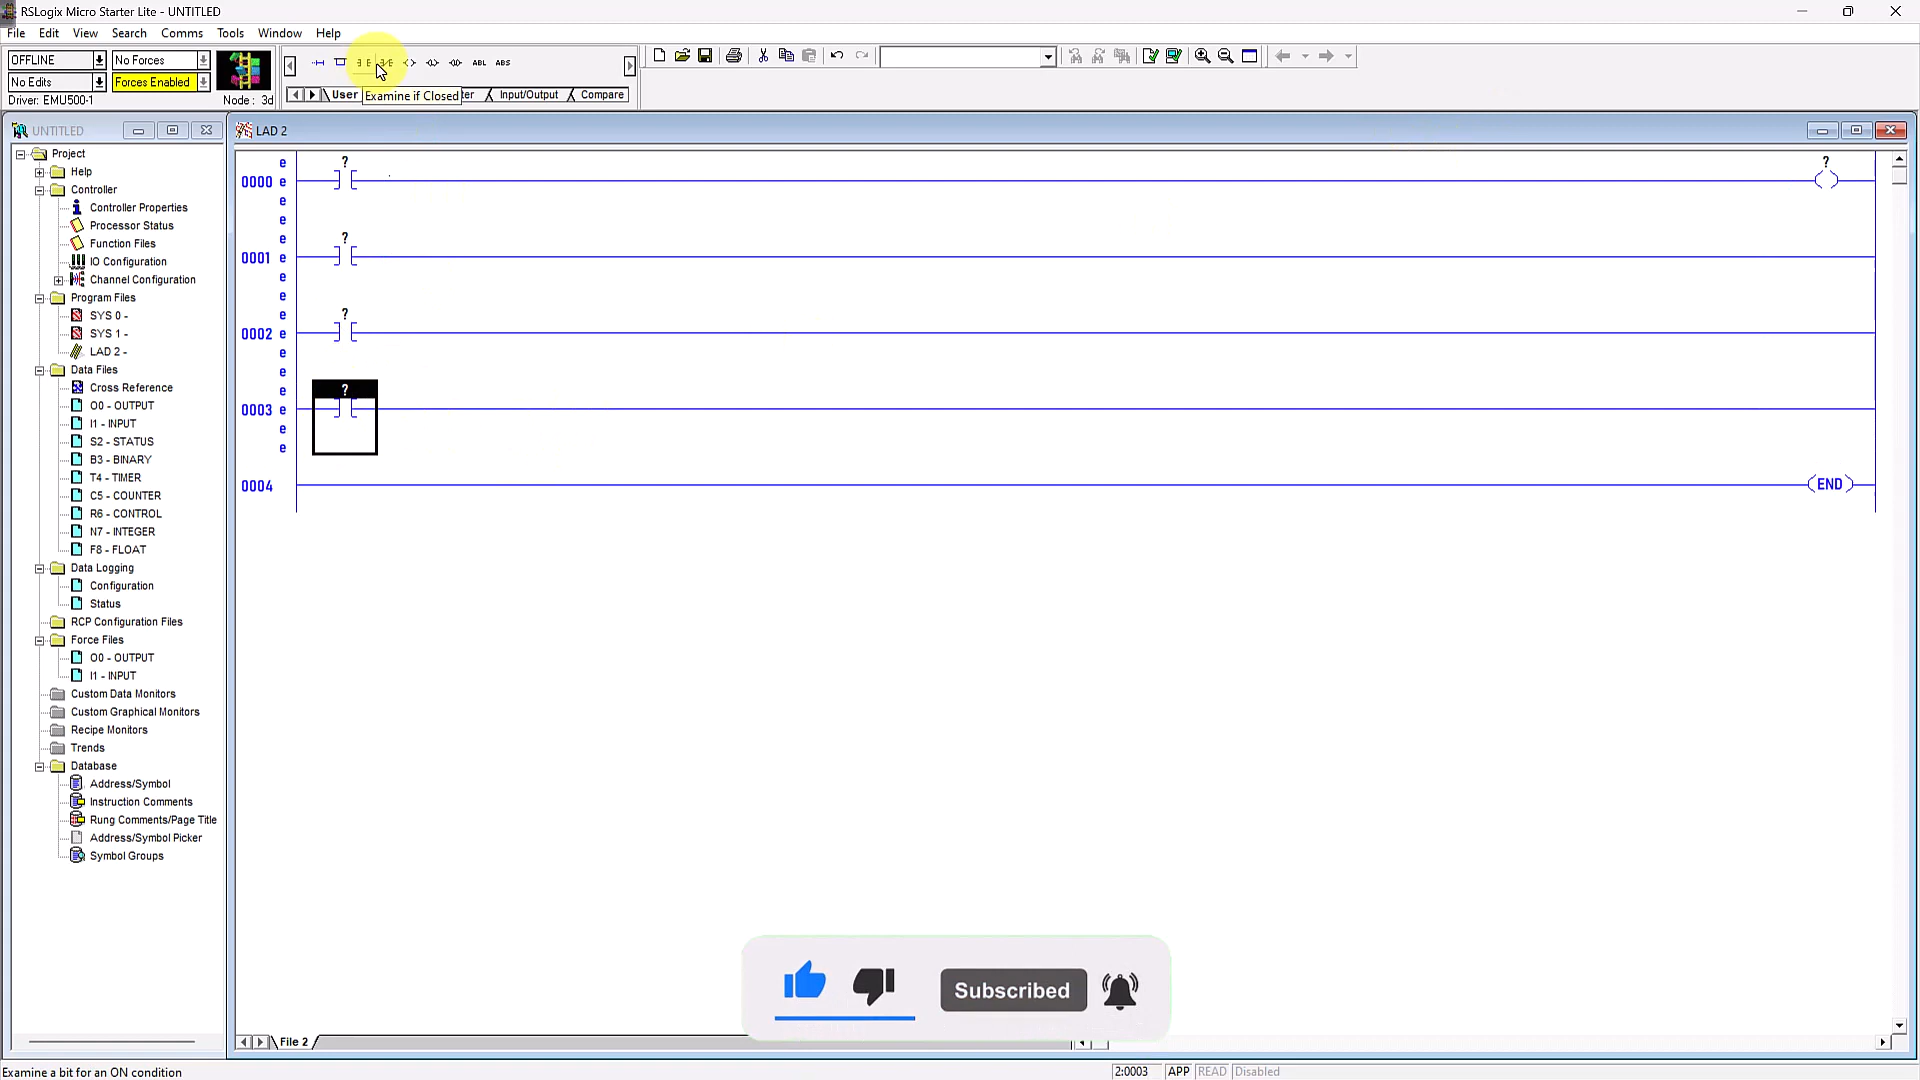 RSLogix Micro Starter Lite - UNTITLED
File Edit View Search Comms Tools Window Help
OFFLINE No Forces
No Edits Forces Enabled
Driver: EMU500-1 Node : 3d
ABL ABS
User Examine if Closed ter Input/Output Compare
UNTITLED
Project
Help
Controller
Controller Properties
Processor Status
Function Files
IO Configuration
Channel Configuration
Program Files
SYS 0 -
SYS 1 -
LAD 2 -
Data Files
Cross Reference
O0 - OUTPUT
I1 - INPUT
S2 - STATUS
B3 - BINARY
T4 - TIMER
C5 - COUNTER
R6 - CONTROL
N7 - INTEGER
F8 - FLOAT
Data Logging
Configuration
Status
RCP Configuration Files
Force Files
O0 - OUTPUT
I1 - INPUT
Custom Data Monitors
Custom Graphical Monitors
Recipe Monitors
Trends
Database
Address/Symbol
Instruction Comments
Rung Comments/Page Title
Address/Symbol Picker
Symbol Groups
LAD 2
e ? ?
0000 e
e
e
e ?
0001 e
e
e
e ?
0002 e
e
e
e ?
0003 e
e
e
0004 END
Subscribed
File 2
Examine a bit for an ON condition 2:0003 APP READ Disabled